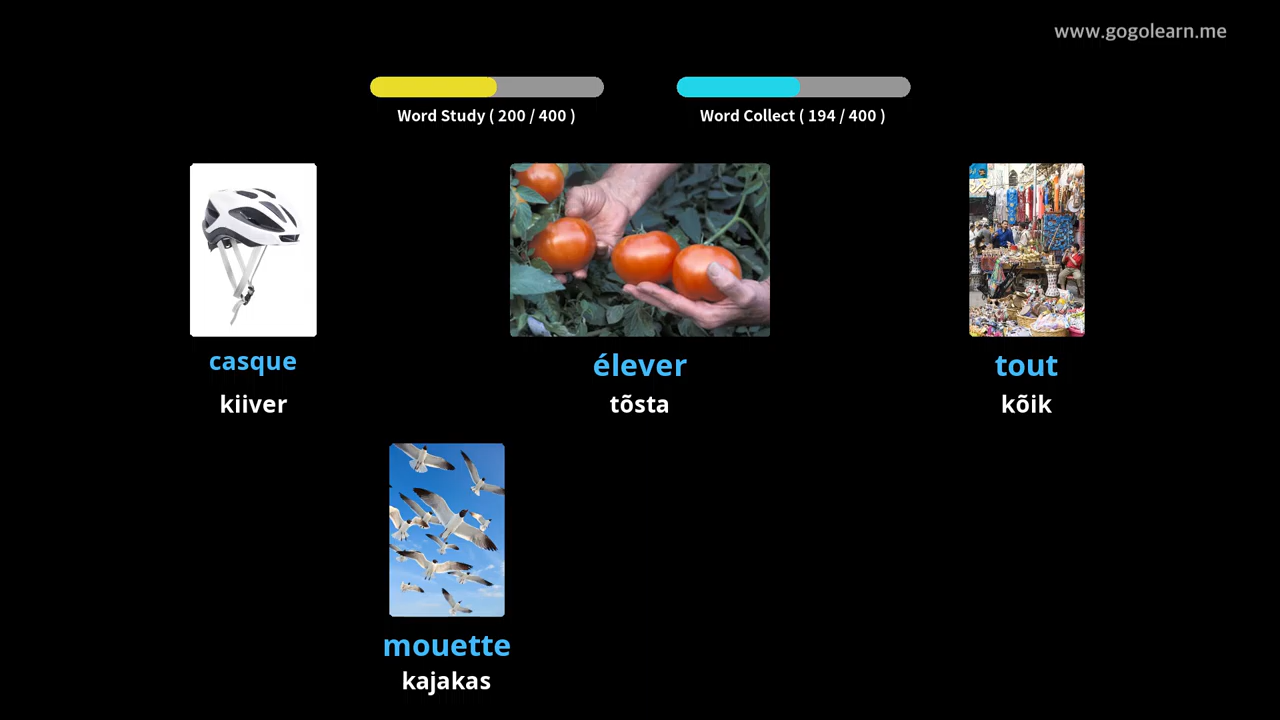 www.gogolearn.me
Word Study ( 200 / 400 )
Word Collect ( 194 / 400 )
casque
kiiver
élever
tõsta
tout
kõik
mouette
kajakas